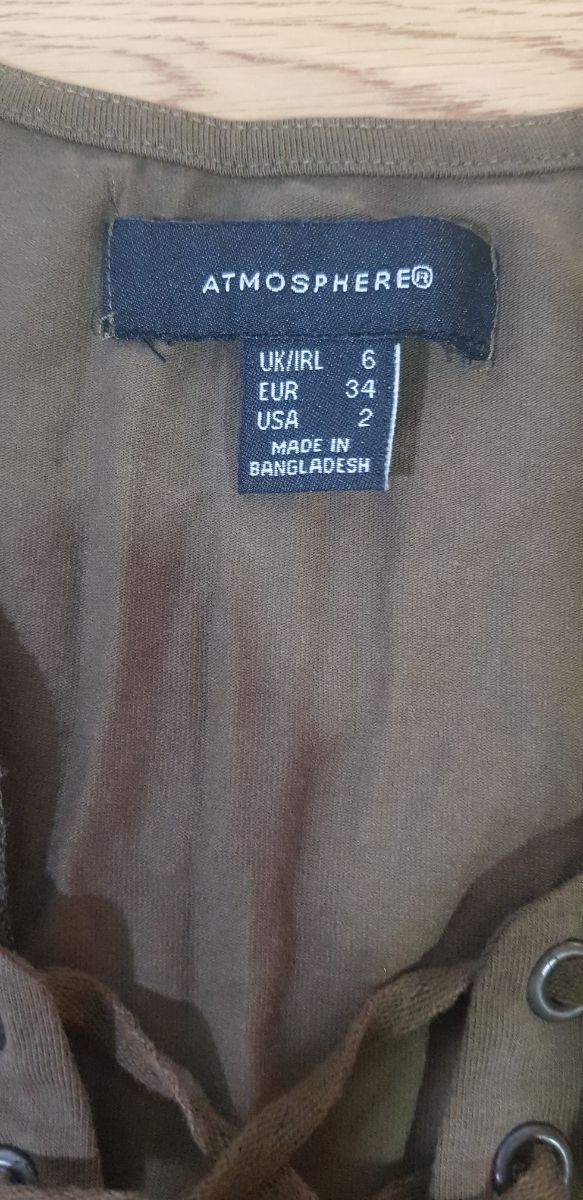 ATMOSPHERE®
UK/IRL 6
EUR 34
USA 2
MADE IN
BANGLADESH